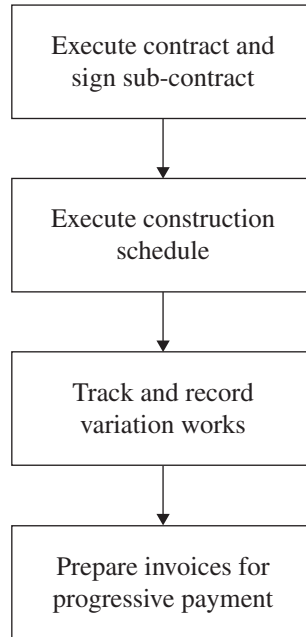 Execute contract and
sign sub-contract
Execute construction
schedule
Track and record
variation works
Prepare invoices for
progressive payment